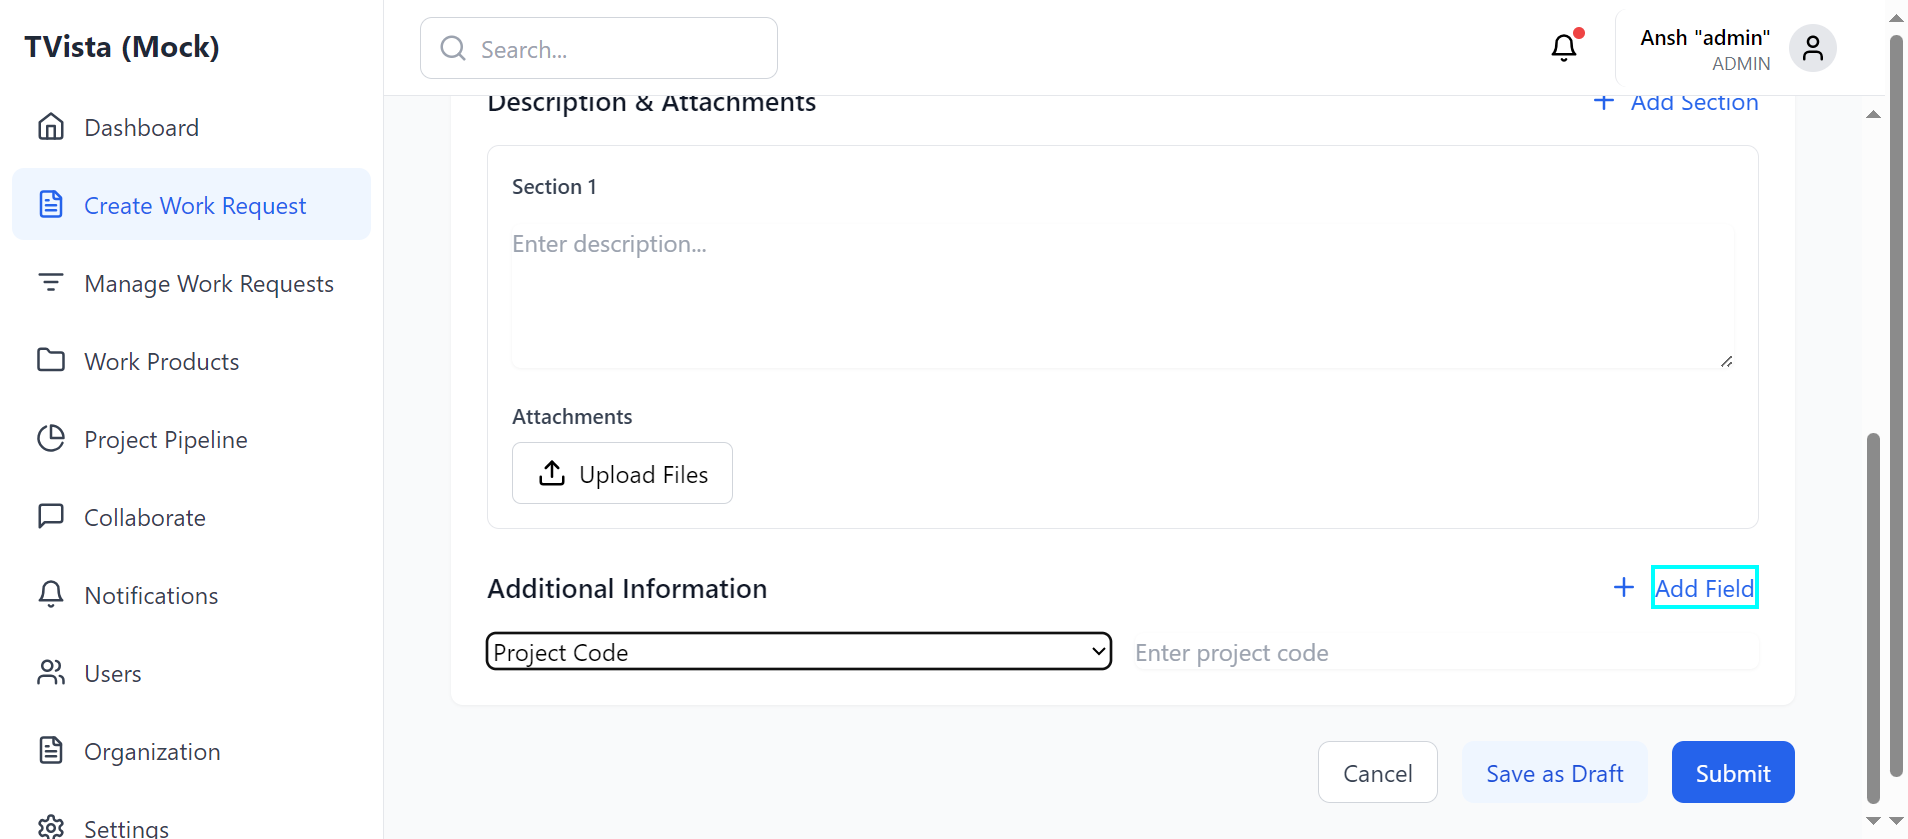 TVista (Mock)
Dashboard
Create Work Request
Manage Work Requests
Work Products
Project Pipeline
Collaborate
Notifications
Users
Organization
Settings
Search...
Ansh "admin"
ADMIN
Description & Attachments
Add Section
Section 1
Enter description...
Attachments
Upload Files
Additional Information
Add Field
Project Code
Enter project code
Cancel
Save as Draft
Submit